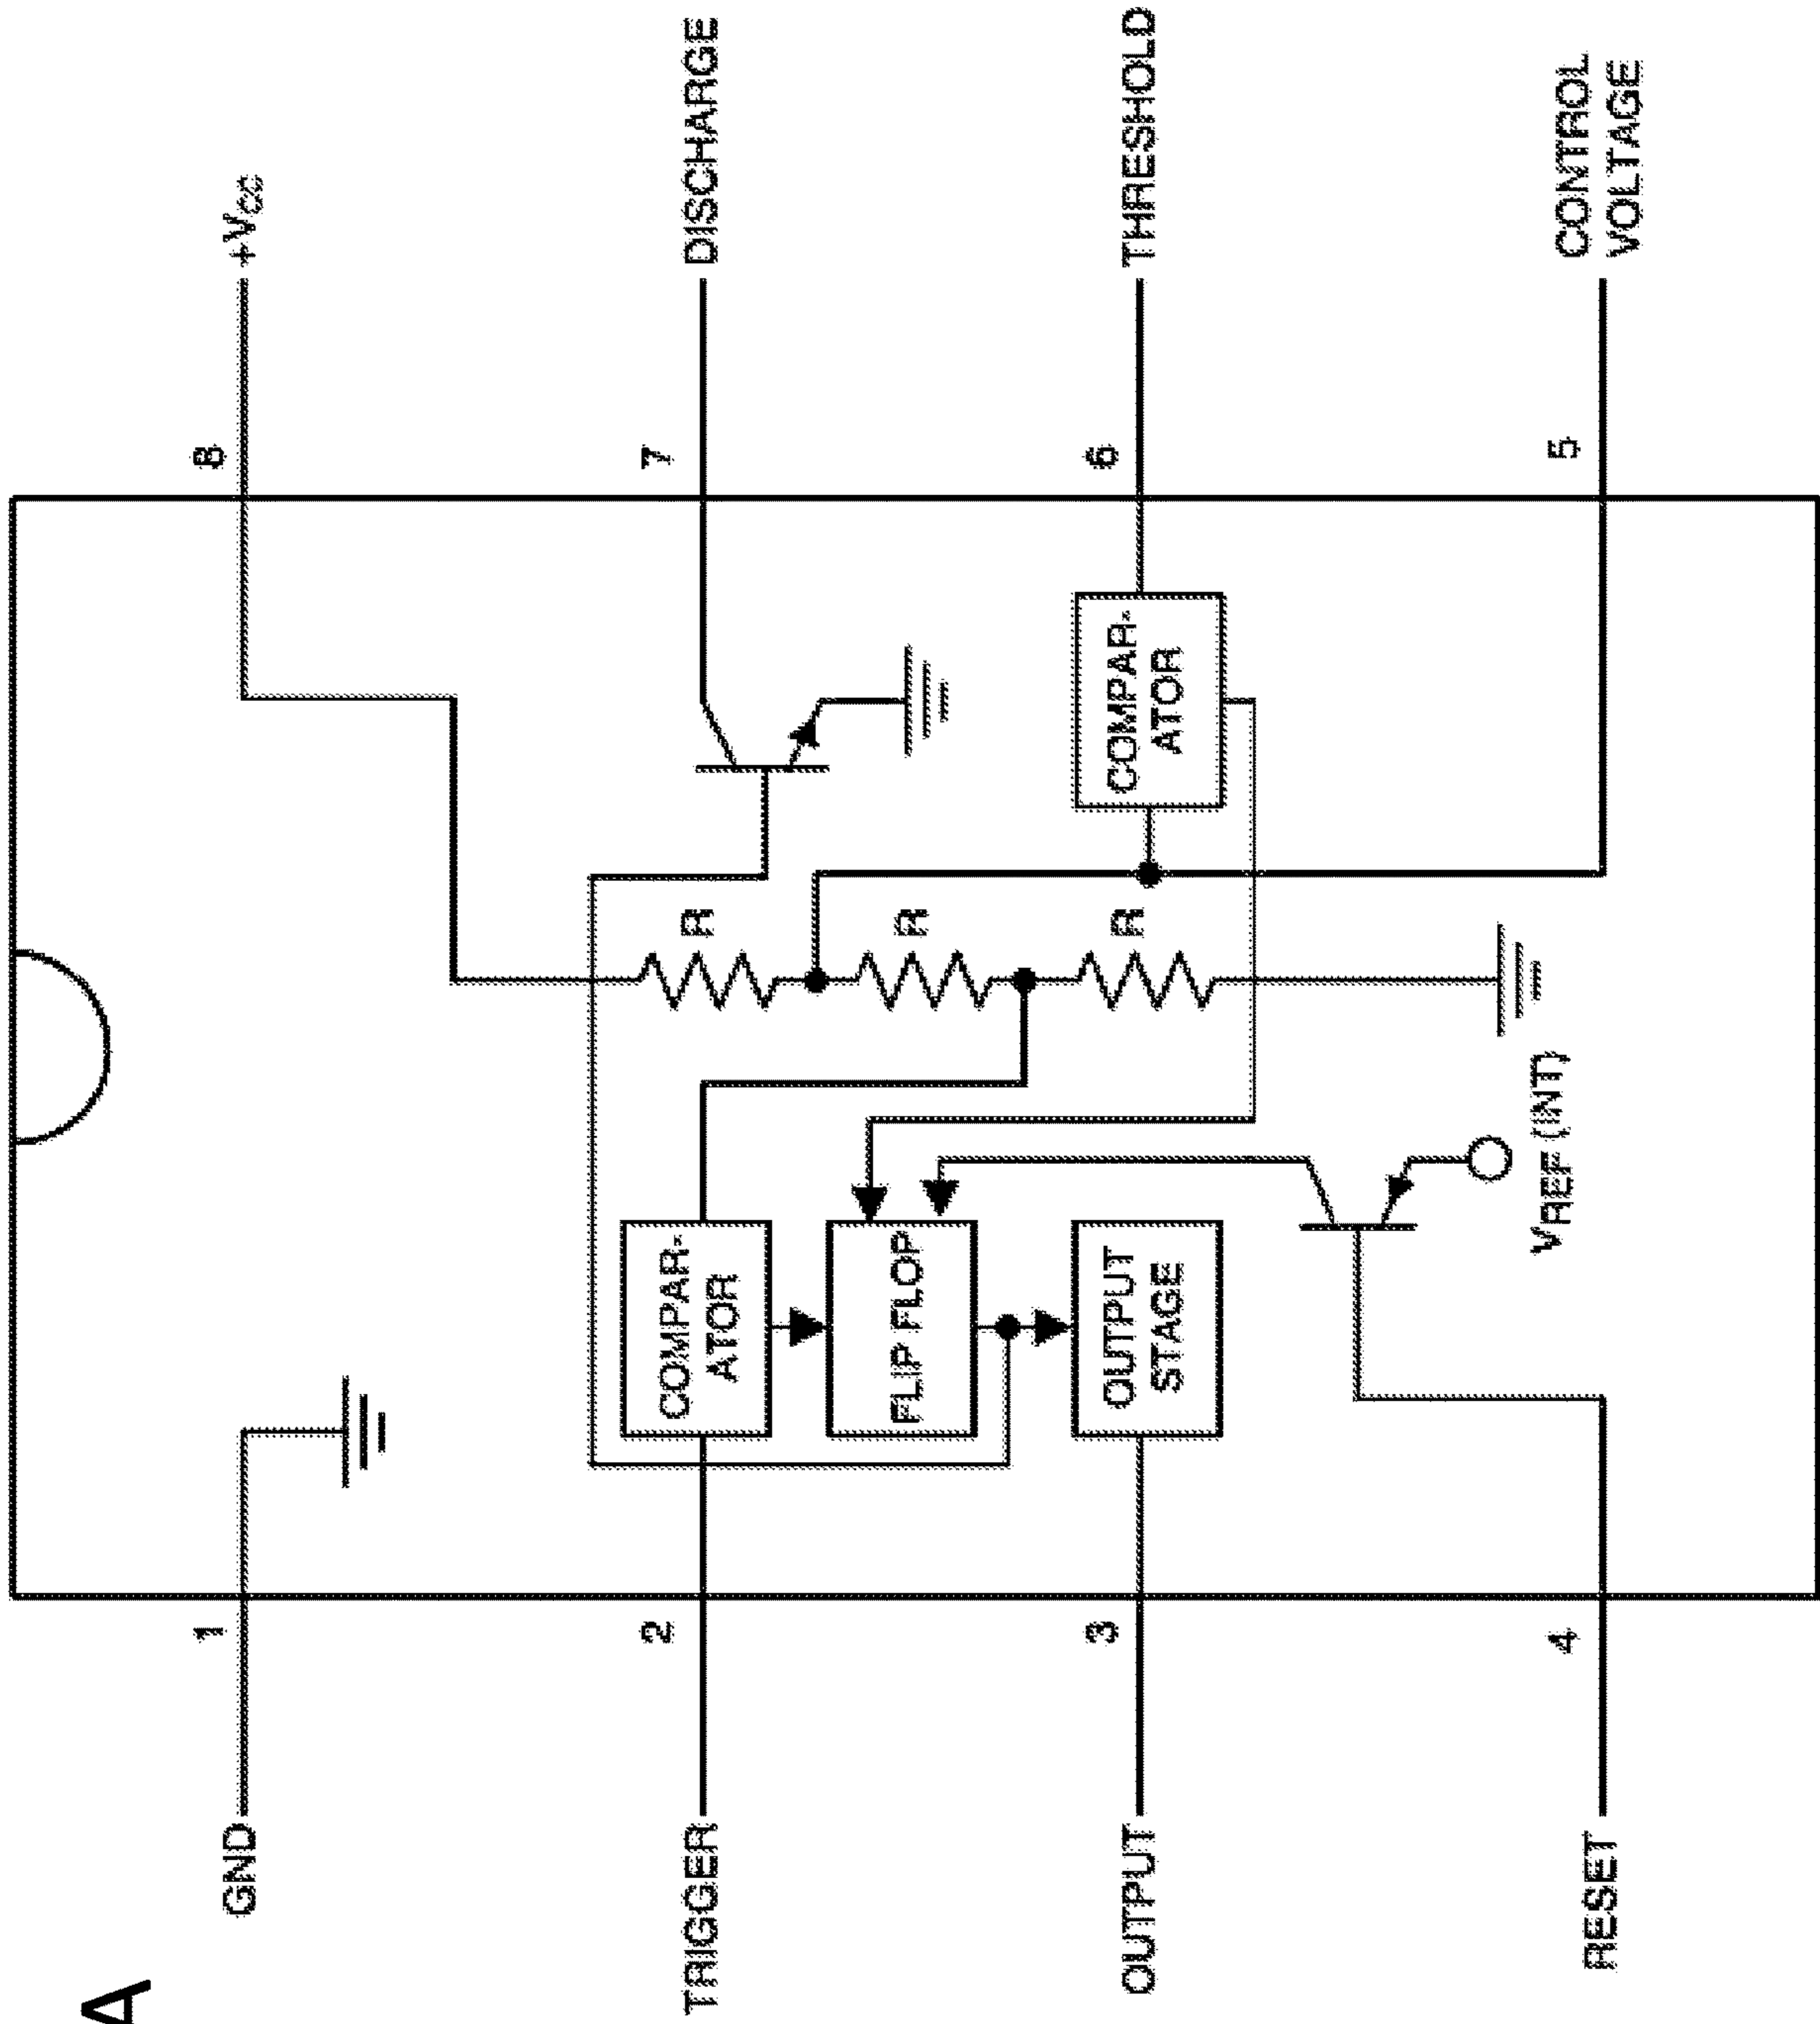 A
GND
1
8
+VCC
TRIGGER
2
7
DISCHARGE
OUTPUT
3
6
THRESHOLD
RESET
4
5
CONTROL
VOLTAGE
COMPAR-
ATOR
FLIP FLOP
OUTPUT
STAGE
R
R
R
COMPAR-
ATOR
VREF (INT)